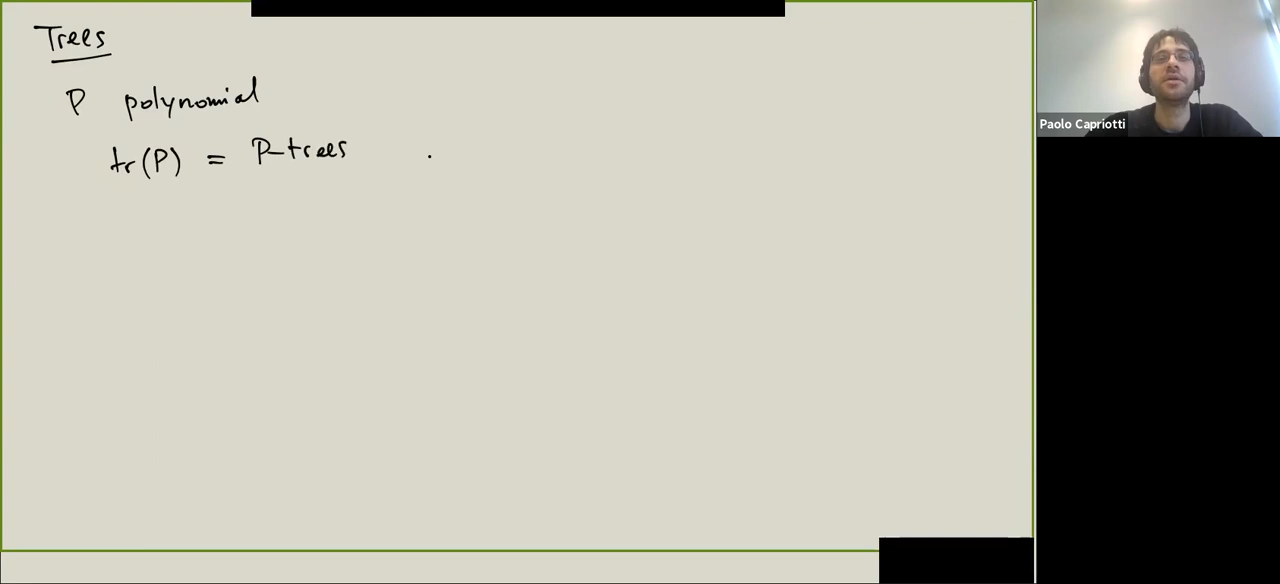 Trees
P polynomial
tr(P) = P-trees .
Paolo Capriotti